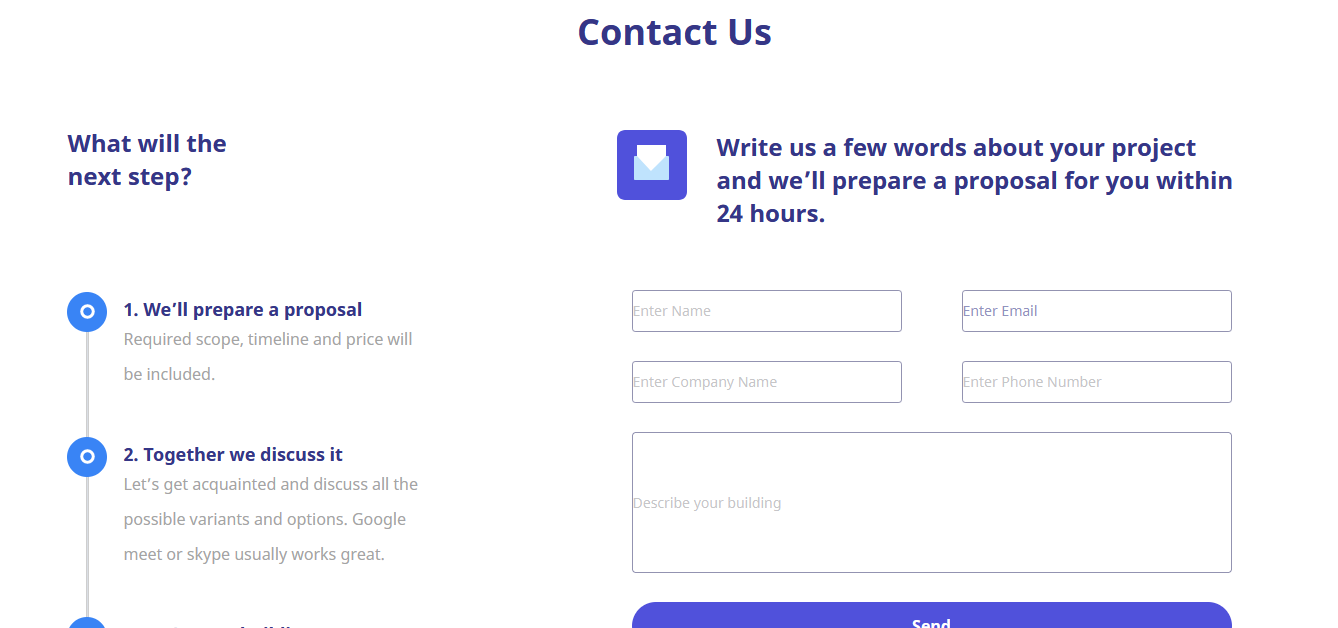 Contact Us
What will the
next step?
Write us a few words about your project
and we’ll prepare a proposal for you within
24 hours.
1. We’ll prepare a proposal
Required scope, timeline and price will
be included.
2. Together we discuss it
Let’s get acquainted and discuss all the
possible variants and options. Google
meet or skype usually works great.
Enter Name
Enter Email
Enter Company Name
Enter Phone Number
Describe your building
Send